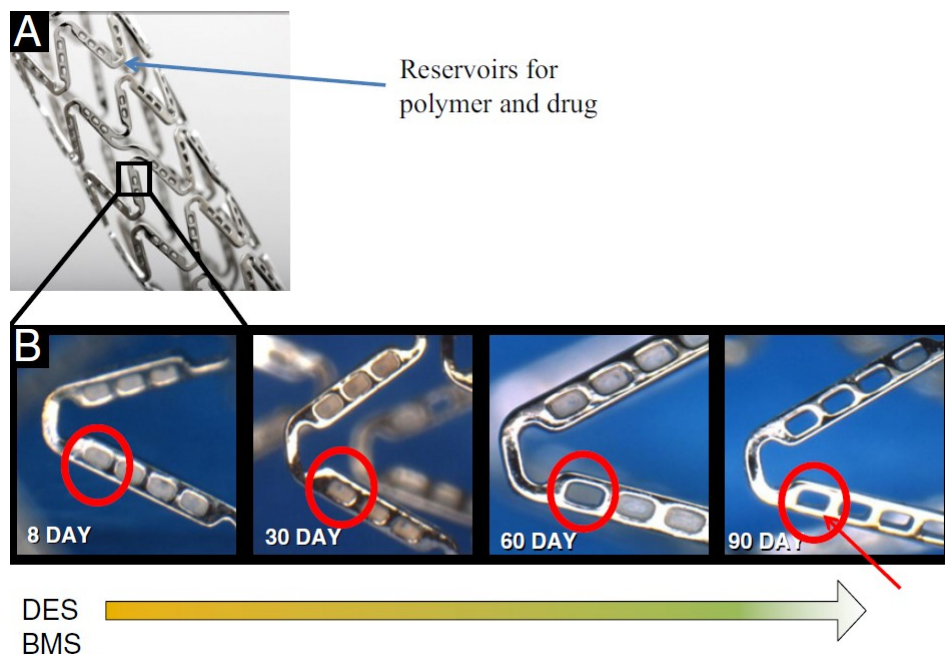 A
Reservoirs for
polymer and drug
B
8 DAY
30 DAY
60 DAY
90 DAY
DES
BMS